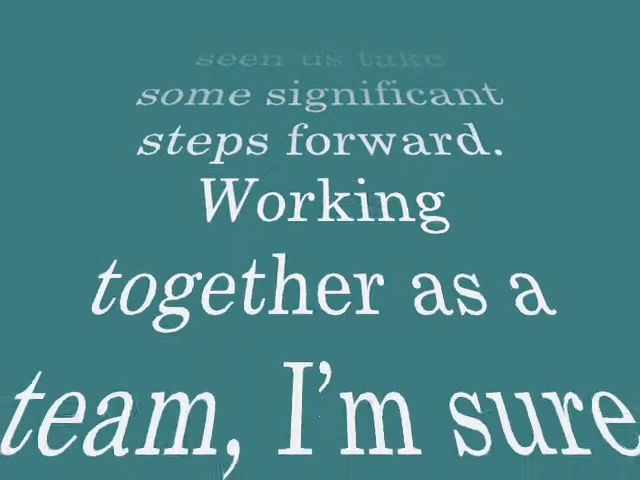 seen us take
some significant
steps forward.
Working
together as a
team, I'm sure